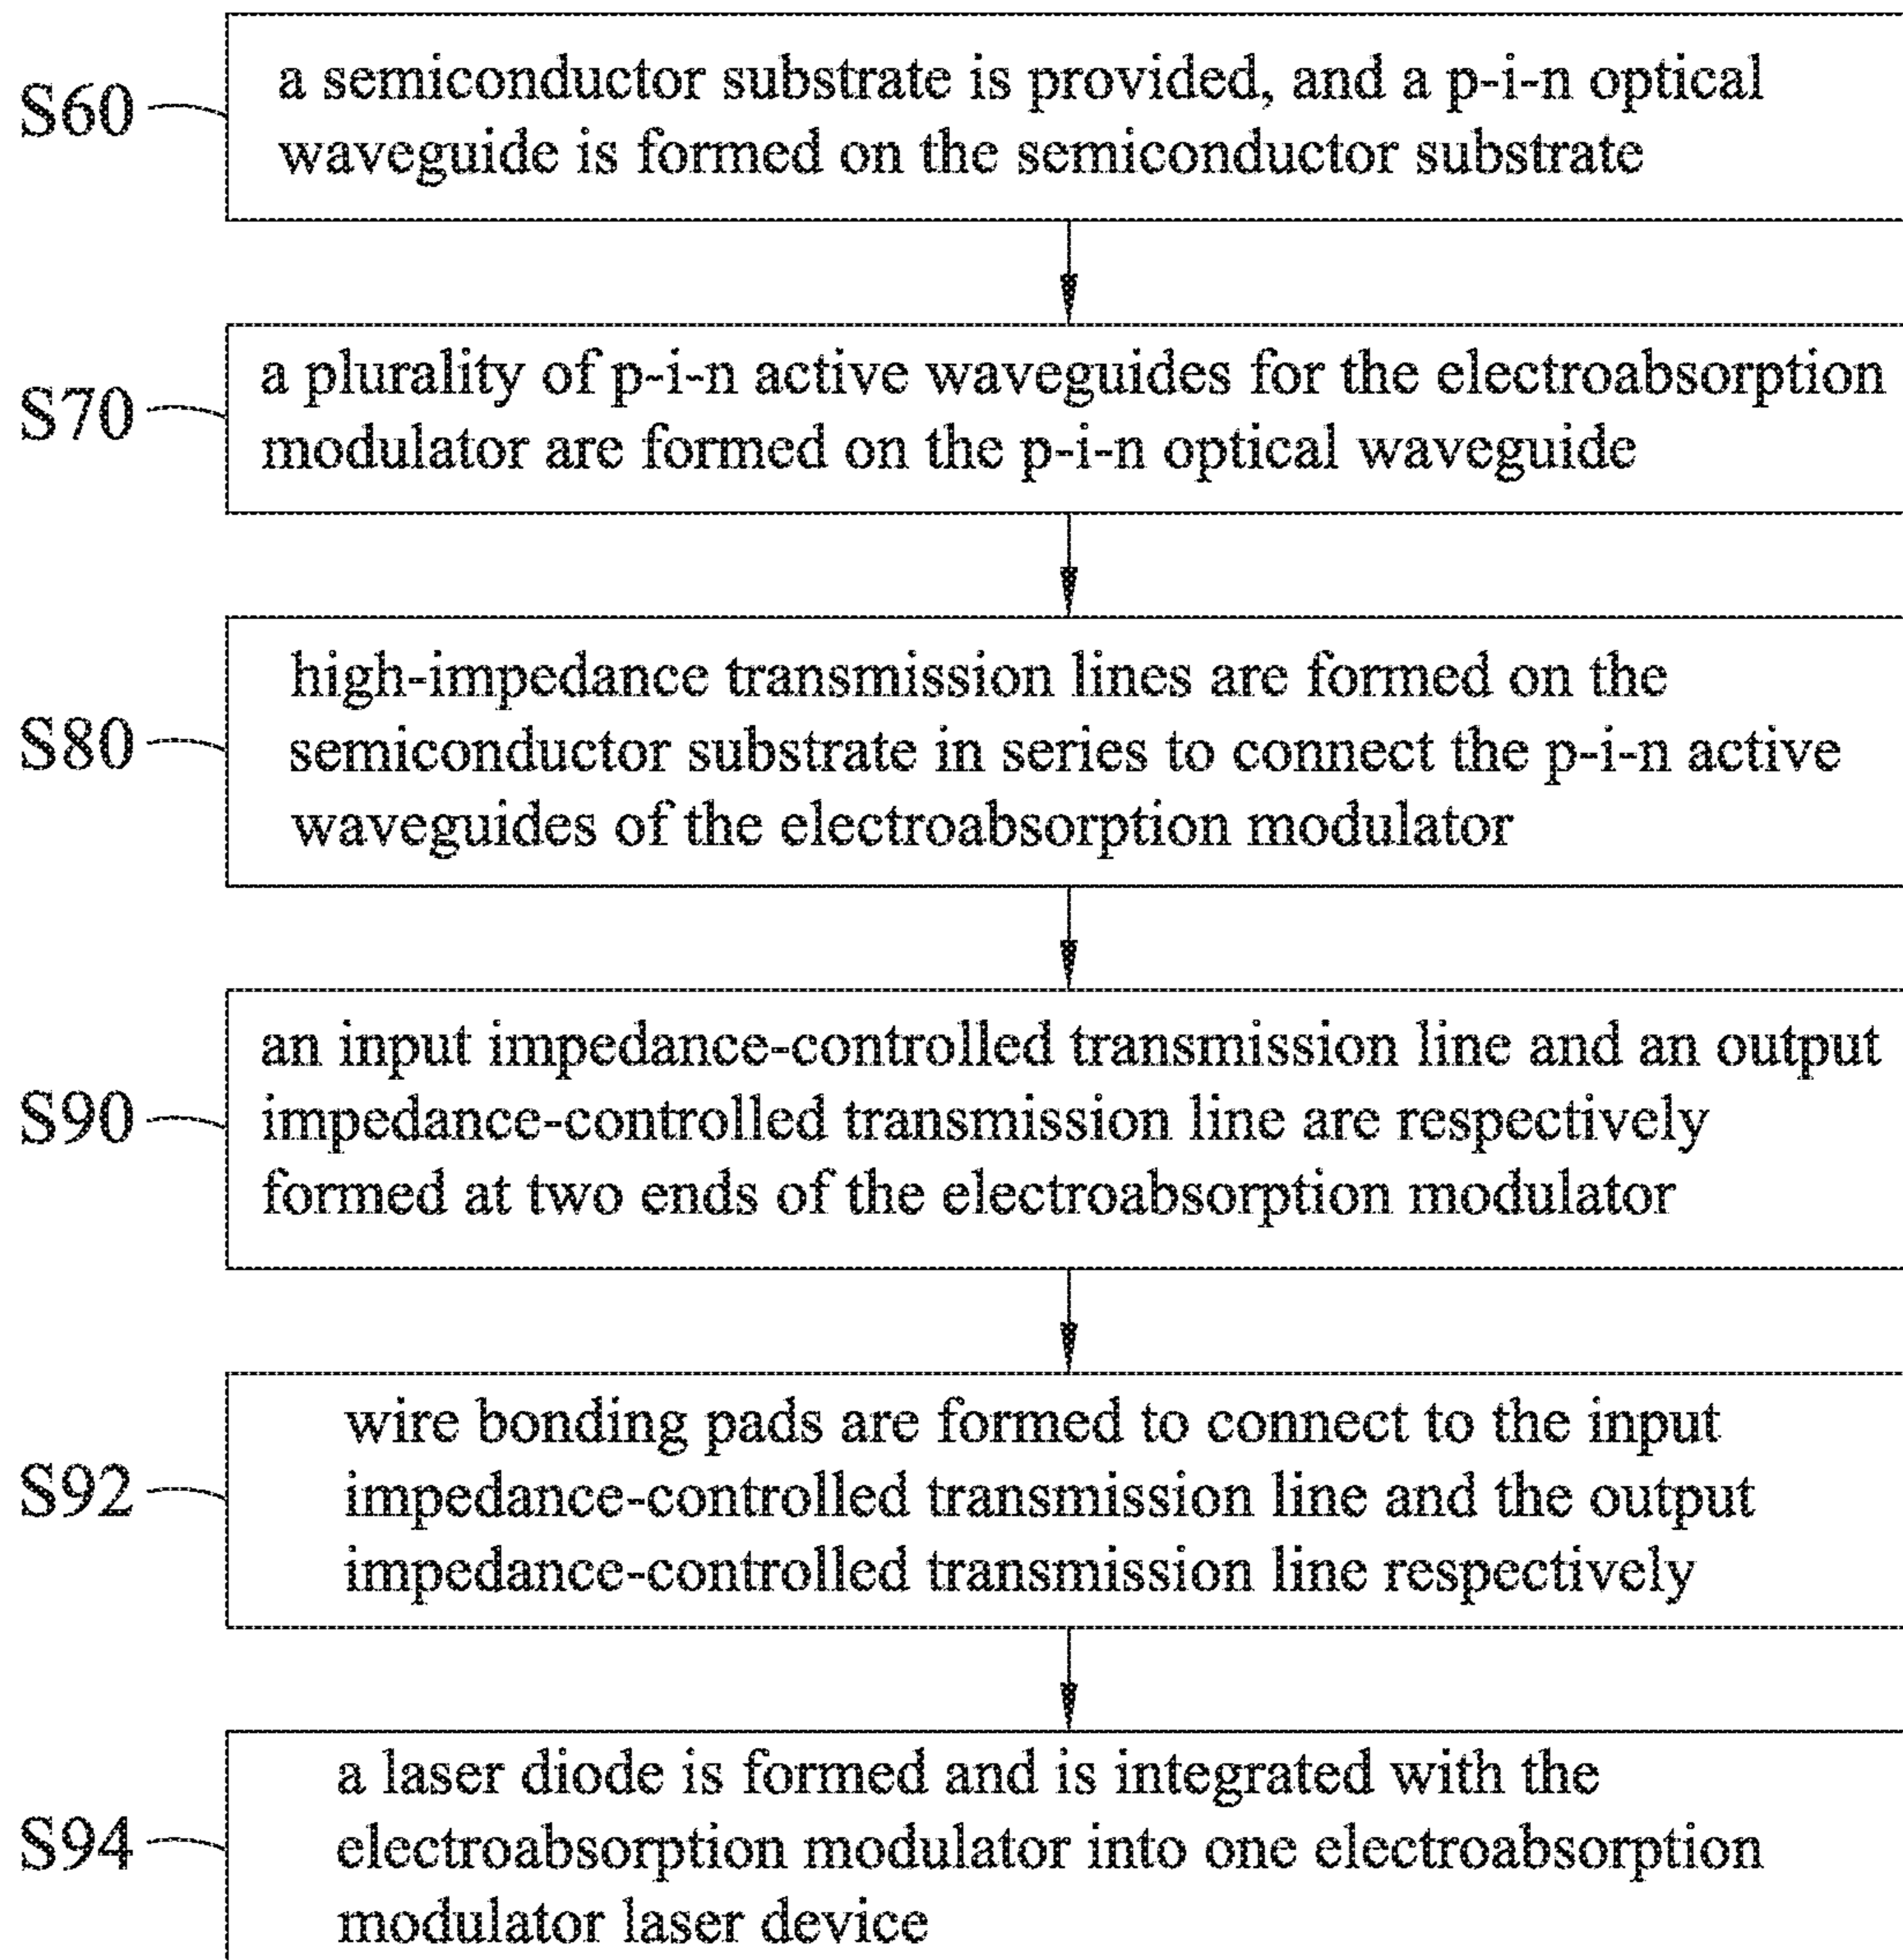 S60
a semiconductor substrate is provided, and a p-i-n optical
waveguide is formed on the semiconductor substrate
S70
a plurality of p-i-n active waveguides for the electroabsorption
modulator are formed on the p-i-n optical waveguide
S80
high-impedance transmission lines are formed on the
semiconductor substrate in series to connect the p-i-n active
waveguides of the electroabsorption modulator
S90
an input impedance-controlled transmission line and an output
impedance-controlled transmission line are respectively
formed at two ends of the electroabsorption modulator
S92
wire bonding pads are formed to connect to the input
impedance-controlled transmission line and the output
impedance-controlled transmission line respectively
S94
a laser diode is formed and is integrated with the
electroabsorption modulator into one electroabsorption
modulator laser device